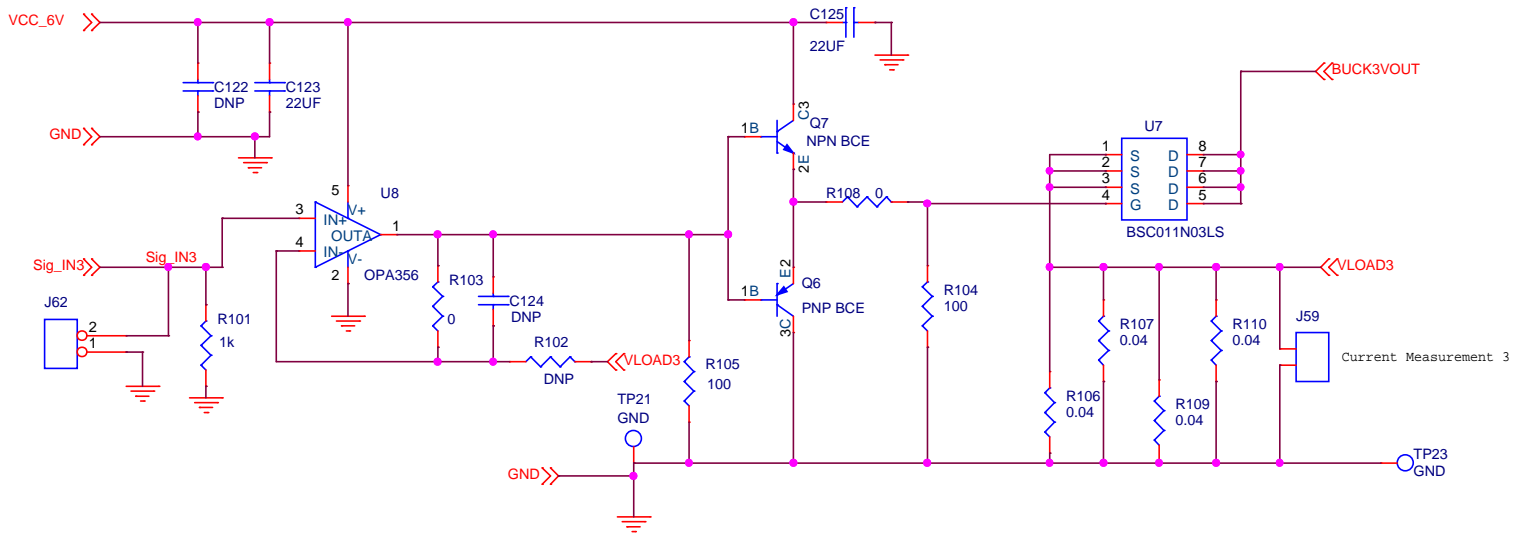 VCC_6V
C122
DNP
C123
22UF
GND
C125
22UF
C3
Q7
1B
NPN BCE
2E
BUCK3VOUT
U7
1 S D 8
2 S D 7
3 S D 6
4 G D 5
BSC011N03LS
R108 0
5
U8
V+
3
IN+
OUTA
1
4
IN-
V-
2
OPA356
Sig_IN3
Sig_IN3
J62
2
1
R101
1k
R103
0
C124
DNP
R102
DNP
VLOAD3
R105
100
E2
1B
Q6
PNP BCE
3C
R104
100
VLOAD3
R107
0.04
R110
0.04
R106
0.04
R109
0.04
J59
Current Measurement 3
TP21
GND
GND
TP23
GND